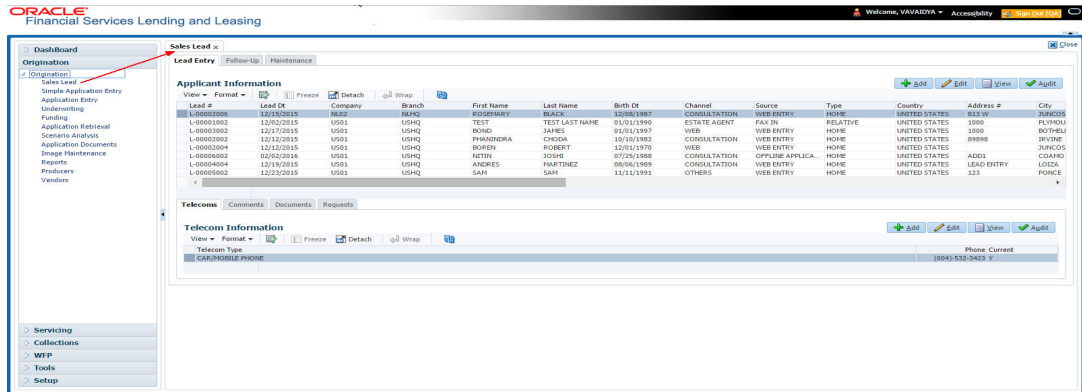 ORACLE
Financial Services Lending and Leasing
Welcome, VAVAIDYA Accessibility Sign Out [QA]
DashBoard
Origination
Origination
Sales Lead
Simple Application Entry
Application Entry
Underwriting
Funding
Application Retrieval
Scenario Analysis
Application Documents
Image Maintenance
Reports
Producers
Vendors
Servicing
Collections
WFP
Tools
Setup
Sales Lead x
Close
Lead Entry Follow-Up Maintenance
Applicant Information
Add Edit View Audit
View Format Freeze Detach Wrap
Lead # Lead Dt Company Branch First Name Last Name Birth Dt Channel Source Type Country Address # City
L-00002006 12/15/2015 NL02 NLHQ ROSEMARY BLACK 12/06/1987 CONSULTATION WEB ENTRY HOME UNITED STATES 813 W JUNCOS
L-00001002 12/02/2015 US01 USHQ TEST TEST LAST NAME 01/01/1990 ESTATE AGENT FAX IN RELATIVE UNITED STATES 1000 PLYMOU
L-00003002 12/17/2015 US01 USHQ BOND JAMES 01/01/1997 WEB WEB ENTRY HOME UNITED STATES 1000 BOTHEL
L-00002002 12/12/2015 US01 USHQ PHANINDRA CHODA 10/10/1982 CONSULTATION WEB ENTRY HOME UNITED STATES 89898 IRVINE
L-00002004 12/12/2015 US01 USHQ BOREN ROBERT 12/01/1970 WEB WEB ENTRY HOME UNITED STATES JUNCOS
L-00006002 02/02/2016 US01 USHQ NITIN JOSHI 07/25/1988 CONSULTATION OFFLINE APPLICA... HOME UNITED STATES ADD1 COAMO
L-00004004 12/19/2015 US01 USHQ ANDRES MARTINEZ 08/06/1989 CONSULTATION WEB ENTRY HOME UNITED STATES LEAD ENTRY LOIZA
L-00005002 12/23/2015 US01 USHQ SAM SAM 11/11/1991 OTHERS WEB ENTRY HOME UNITED STATES 123 PONCE
Telecoms Comments Documents Requests
Telecom Information
Add Edit View Audit
View Format Freeze Detach Wrap
Telecom Type Phone Current
CAR/MOBILE PHONE (004)-532-3423 Y